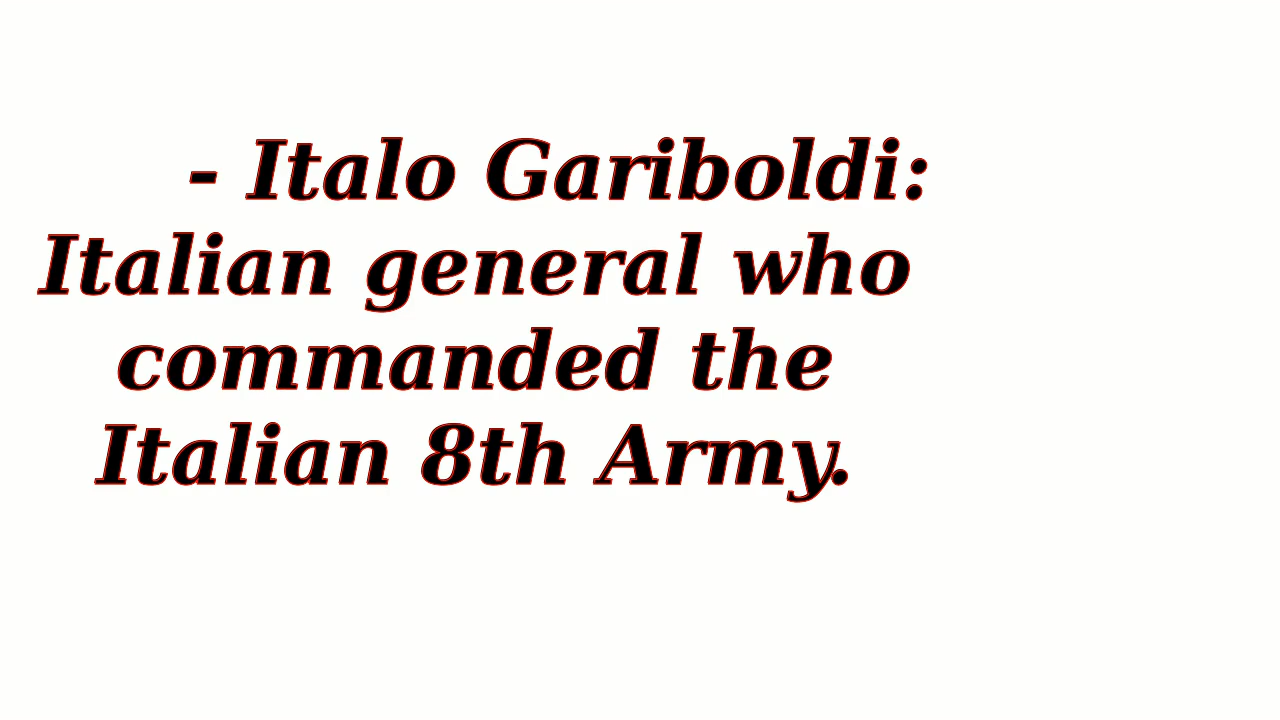 - Italo Gariboldi:
Italian general who
commanded the
Italian 8th Army.